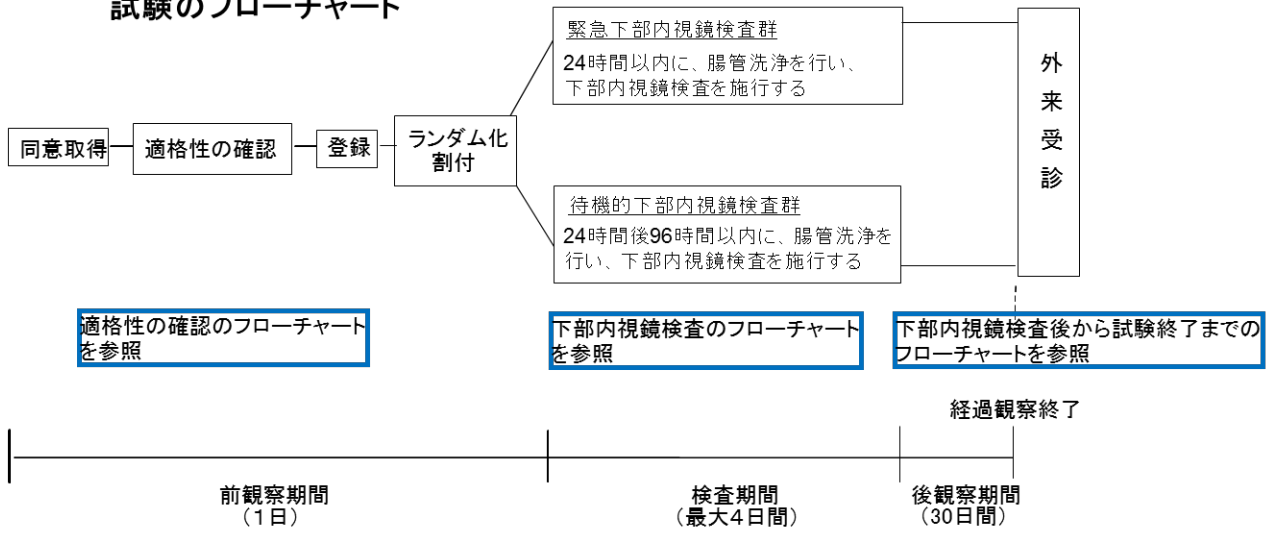 試験のフローチャート
緊急下部内視鏡検査群
24時間以内に、腸管洗浄を行い、
下部内視鏡検査を施行する
同意取得
適格性の確認
登録
ランダム化
割付
待機的下部内視鏡検査群
24時間後96時間以内に、腸管洗浄を
行い、下部内視鏡検査を施行する
外
来
受
診
適格性の確認のフローチャート
を参照
下部内視鏡検査のフローチャート
を参照
下部内視鏡検査後から試験終了までの
フローチャートを参照
経過観察終了
前観察期間
（１日）
検査期間
（最大４日間）
後観察期間
（30日間）